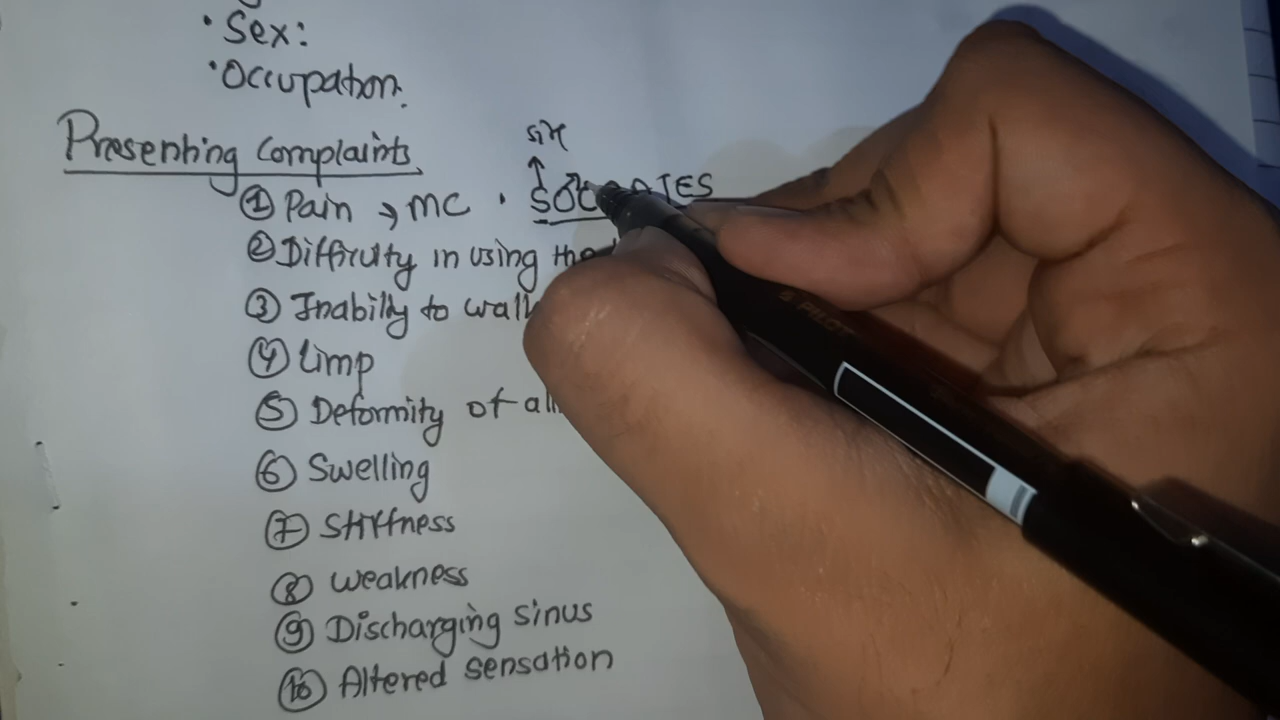 • Sex:
• Occupation.
Presenting Complaints
① Pain → MC • SOCRATES
② Difficulty in using the
③ Inability to walk
④ Limp
⑤ Deformity of
⑥ Swelling
⑦ Stiffness
⑧ Weakness
⑨ Discharging sinus
⑩ Altered sensation
PILOT